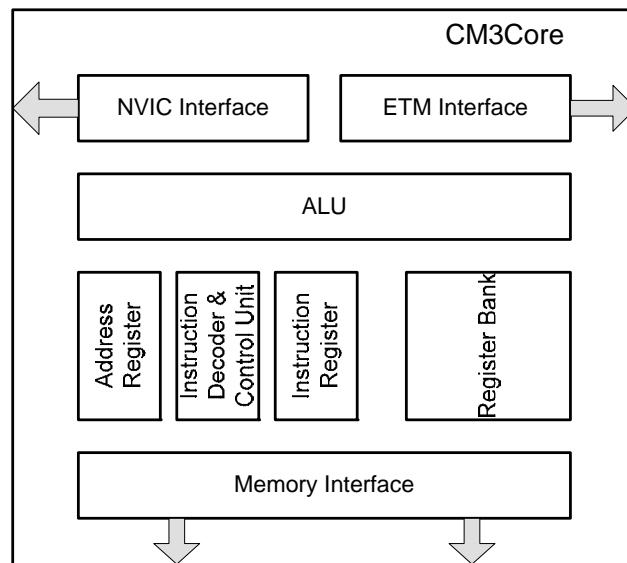 CM3Core
NVIC Interface
ETM Interface
ALU
Address
Register
Instruction
Decoder &
Control Unit
Instruction
Register
Register Bank
Memory Interface